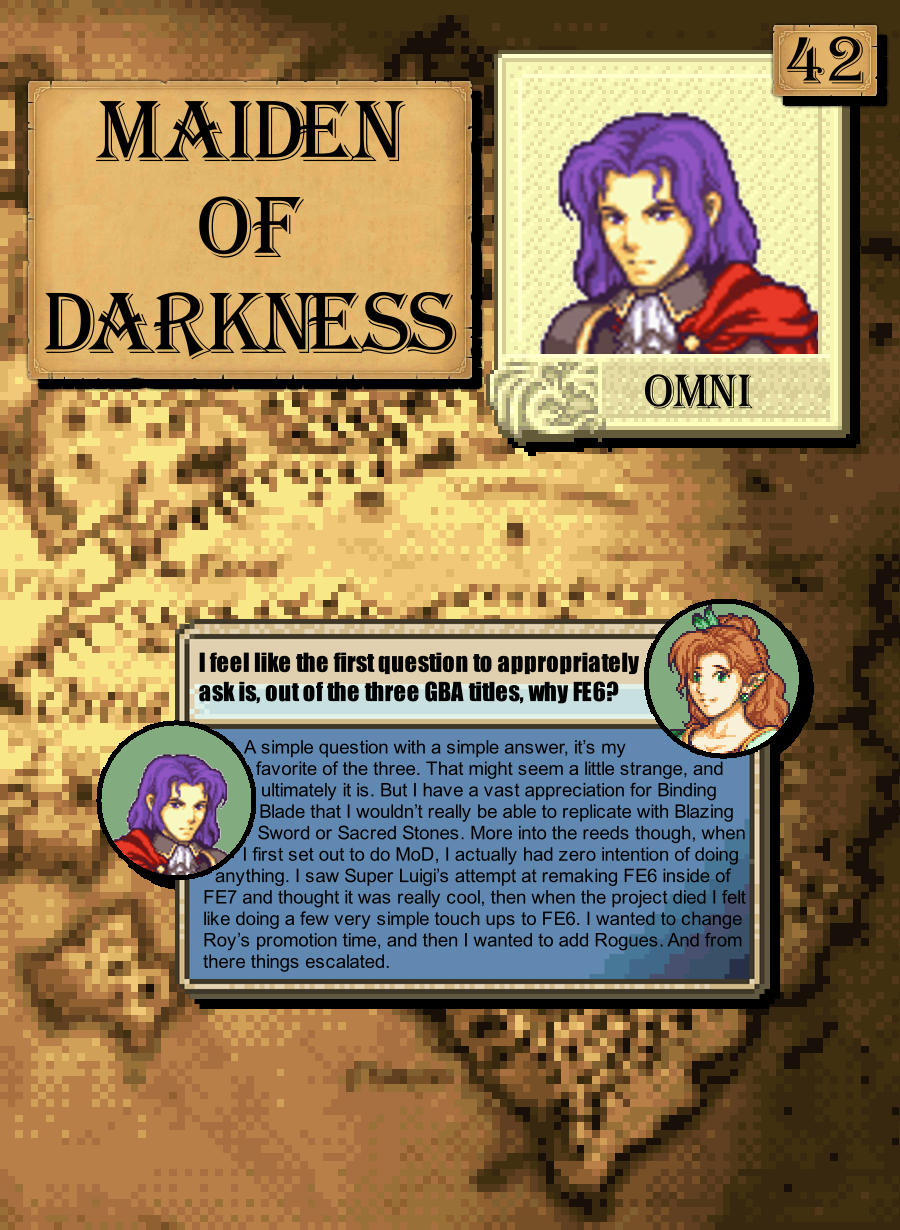 42
MAIDEN
OF
DARKNESS
OMNI
I feel like the first question to appropriately
ask is, out of the three GBA titles, why FE6?
A simple question with a simple answer, it's my
favorite of the three. That might seem a little strange, and
ultimately it is. But I have a vast appreciation for Binding
Blade that I wouldn't really be able to replicate with Blazing
Sword or Sacred Stones. More into the reeds though, when
I first set out to do MoD, I actually had zero intention of doing
anything. I saw Super Luigi's attempt at remaking FE6 inside of
FE7 and thought it was really cool, then when the project died I felt
like doing a few very simple touch ups to FE6. I wanted to change
Roy's promotion time, and then I wanted to add Rogues. And from
there things escalated.